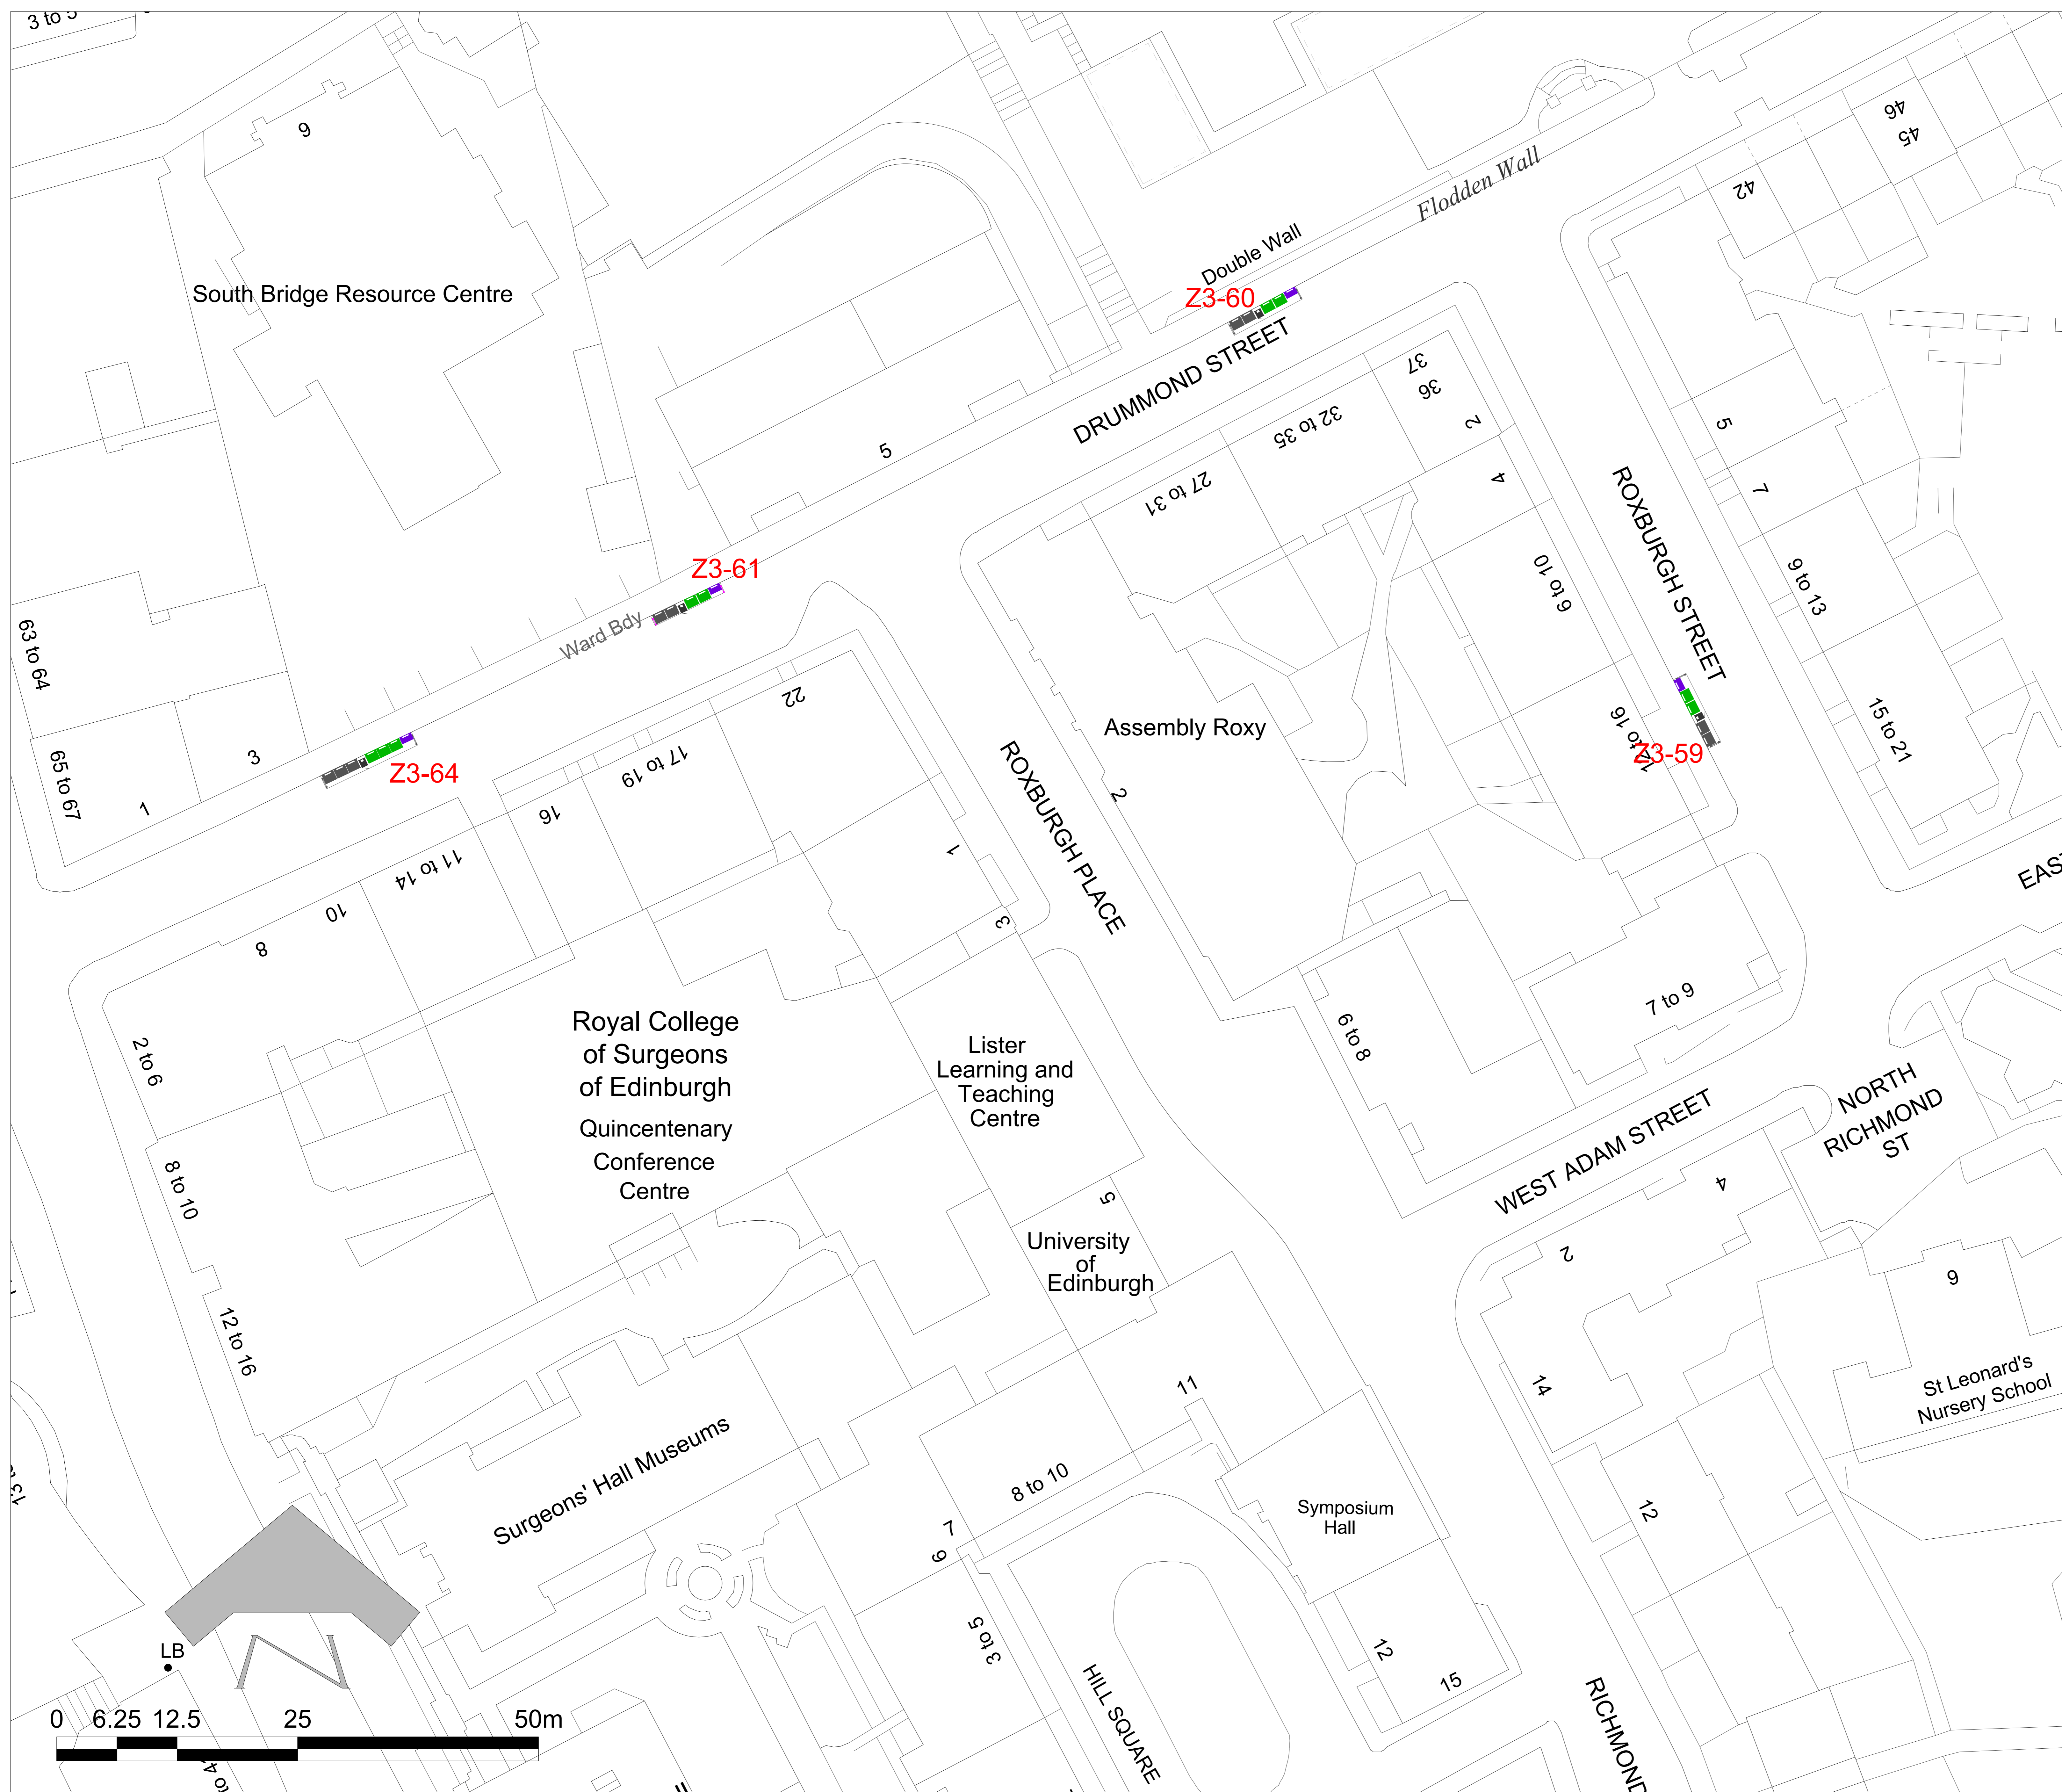 3 to 5
9
South Bridge Resource Centre
Double Wall
Flodden Wall
46
45
42
Z3-60
DRUMMOND STREET
37
36
32 to 35
27 to 31
2
4
5
5
7
ROXBURGH STREET
6 to 10
9 to 13
15 to 21
12 to 16
Z3-59
Z3-61
Ward Bdy
63 to 64
65 to 67
1
3
Z3-64
22
17 to 19
16
11 to 14
10
8
1
3
ROXBURGH PLACE
Assembly Roxy
2
EAST
2 to 6
8 to 10
12 to 16
Royal College
of Surgeons
of Edinburgh
Quincentenary
Conference
Centre
Lister
Learning and
Teaching
Centre
5
University
of
Edinburgh
6 to 8
7 to 9
WEST ADAM STREET
NORTH
RICHMOND
ST
4
2
14
9
St Leonard's
Nursery School
12
11
8 to 10
7
6
3 to 5
Surgeons' Hall Museums
Symposium
Hall
12
15
HILL SQUARE
RICHMOND
LB
N
0 6.25 12.5 25 50m